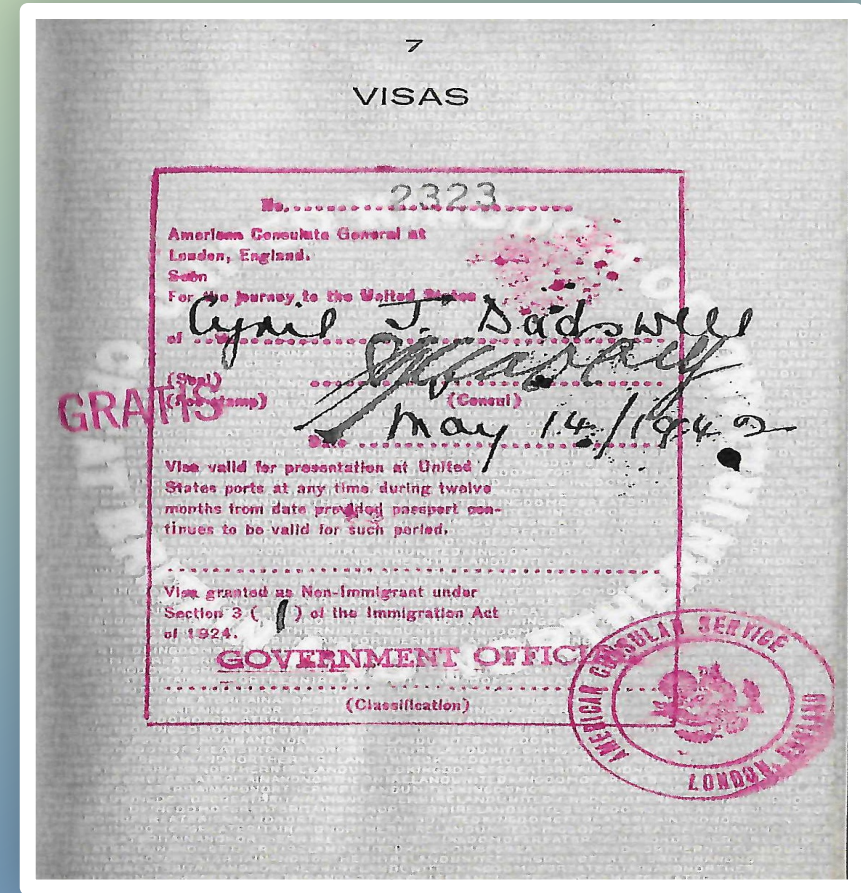 7
VISAS
No. 2323
American Consulate General at
London, England.
Seen
For the journey to the United States
of Cyril J. Dadswell
(Seal)
(Consul)
GRATIS
Date May 14/1942
Visa valid for presentation at United
States ports at any time during twelve
months from date provided passport con-
tinues to be valid for such period.
Visa granted as Non-Immigrant under
Section 3 ( 1 ) of the Immigration Act
of 1924.
GOVERNMENT OFFICI
(Classification)
AMERICAN CONSULAR SERVICE
LONDON, ENGLAND